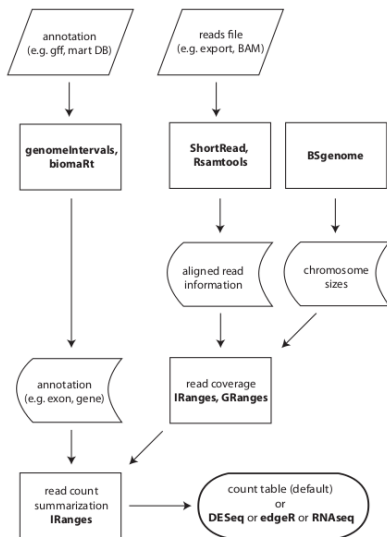 annotation
(e.g. gff, mart DB)
reads file
(e.g. export, BAM)
genomeIntervals,
biomaRt
ShortRead,
Rsamtools
BSgenome
aligned read
information
chromosome
sizes
annotation
(e.g. exon, gene)
read coverage
IRanges, GRanges
read count
summarization
IRanges
count table (default)
or
DESeq or edgeR or RNAseq